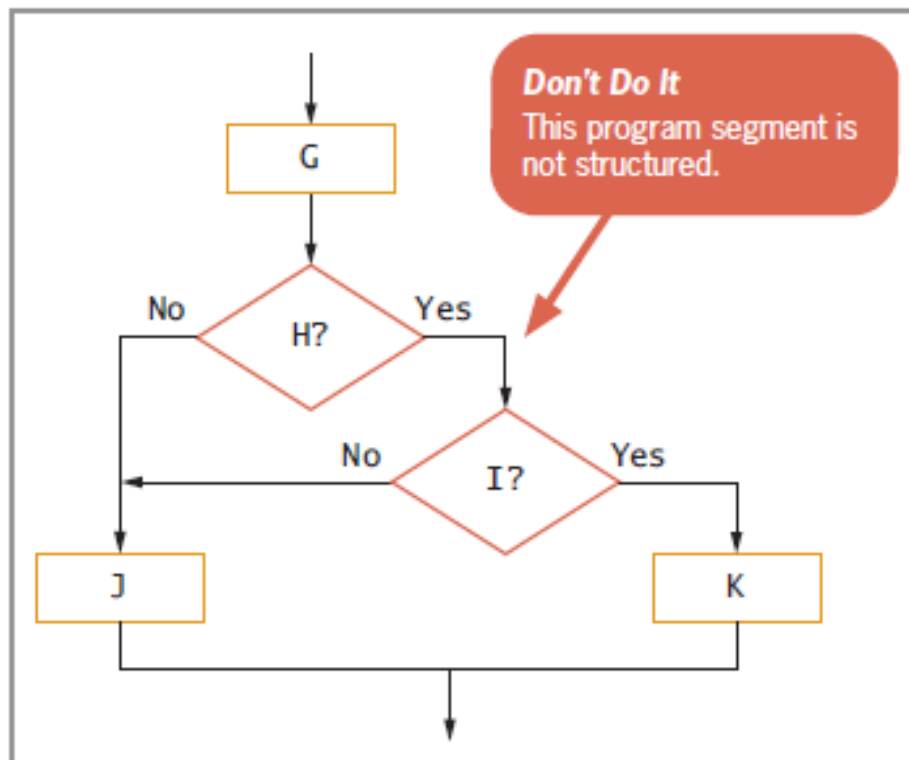 Don't Do It
This program segment is
not structured.
G
No
Yes
H?
No
Yes
I?
J
K